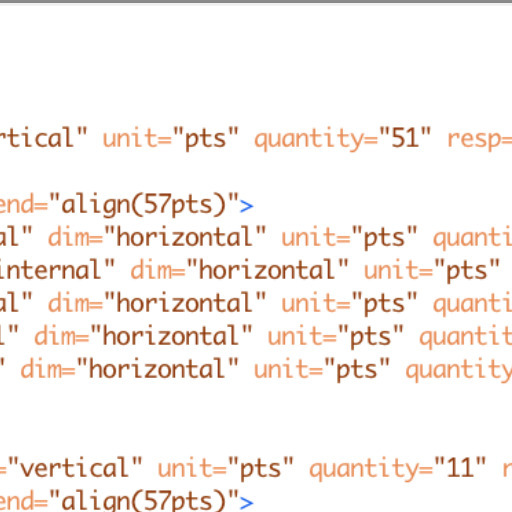 rtical" unit="pts" quantity="51" resp=
end="align(57pts)">
al" dim="horizontal" unit="pts" quanti
internal" dim="horizontal" unit="pts"
al" dim="horizontal" unit="pts" quanti
l" dim="horizontal" unit="pts" quantit
" dim="horizontal" unit="pts" quantity
="vertical" unit="pts" quantity="11" r
end="align(57pts)">